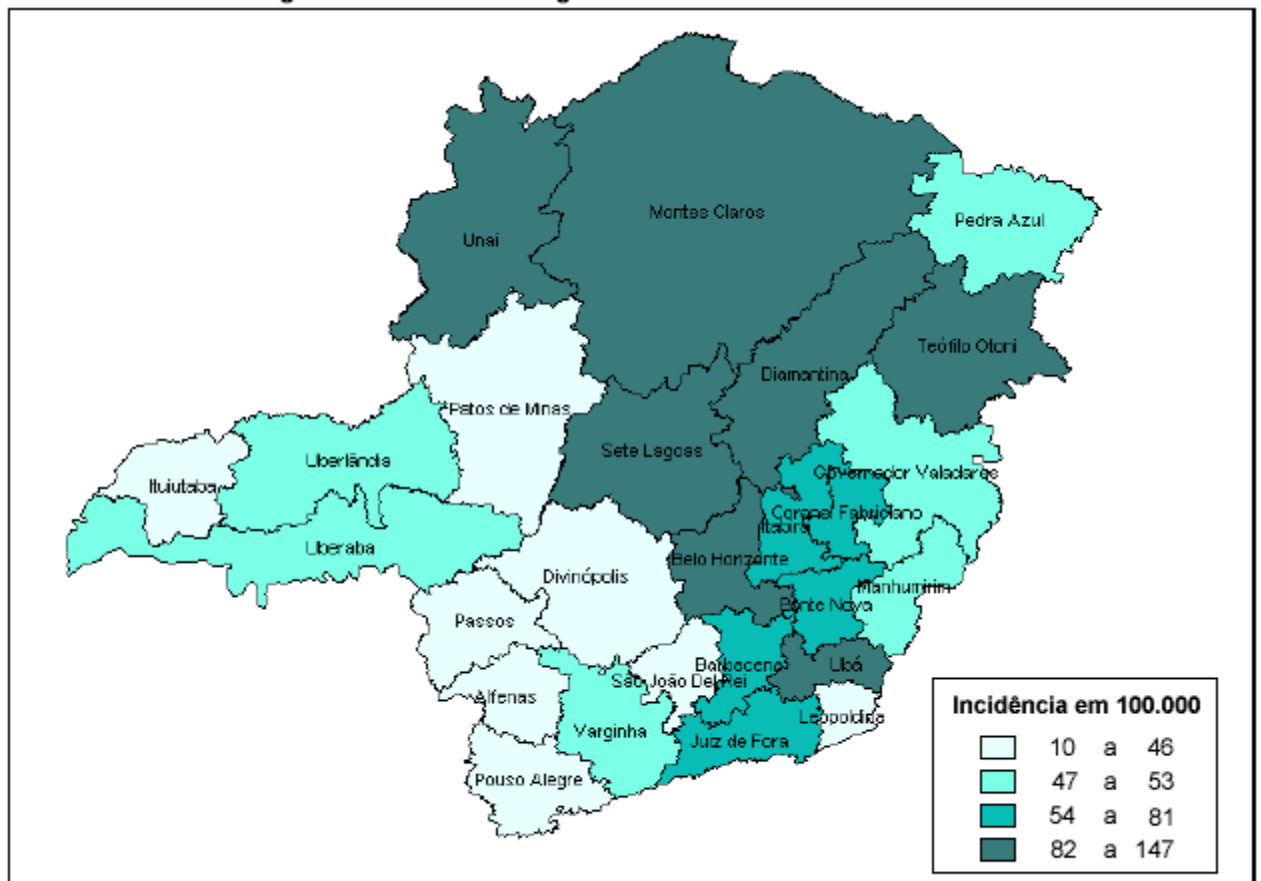 Montes Claros
Pedra Azul
Unaí
Teófilo Otoni
Diamantina
Patos de Minas
Sete Lagoas
Uberlândia
Governador Valadares
Ituiutaba
Coronel Fabriciano
Itabira
Uberaba
Belo Horizonte
Divinópolis
Manhumirim
Ponte Nova
Passos
Barbacena
Ubá
São João Del Rei
Alfenas
Leopoldina
Varginha
Juiz de Fora
Pouso Alegre
Incidência em 100.000
10 a 46
47 a 53
54 a 81
82 a 147